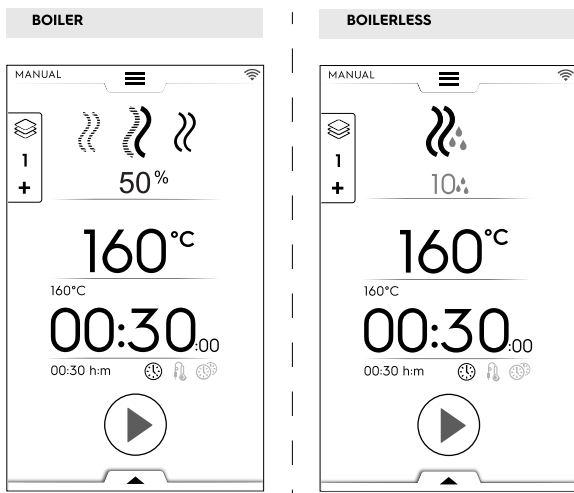 BOILER
MANUAL
1
+
50%
160°C
160°C
00:30:00
00:30 h:m
BOILERLESS
MANUAL
1
+
10
160°C
160°C
00:30:00
00:30 h:m